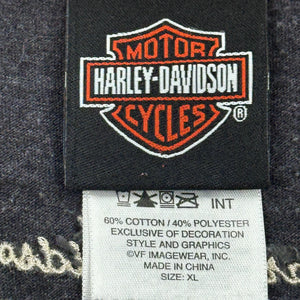 MOTOR
HARLEY-DAVIDSON
CYCLES
®
INT
60% COTTON / 40% POLYESTER
EXCLUSIVE OF DECORATION
STYLE AND GRAPHICS
©VF IMAGEWEAR, INC.
MADE IN CHINA
SIZE: XL